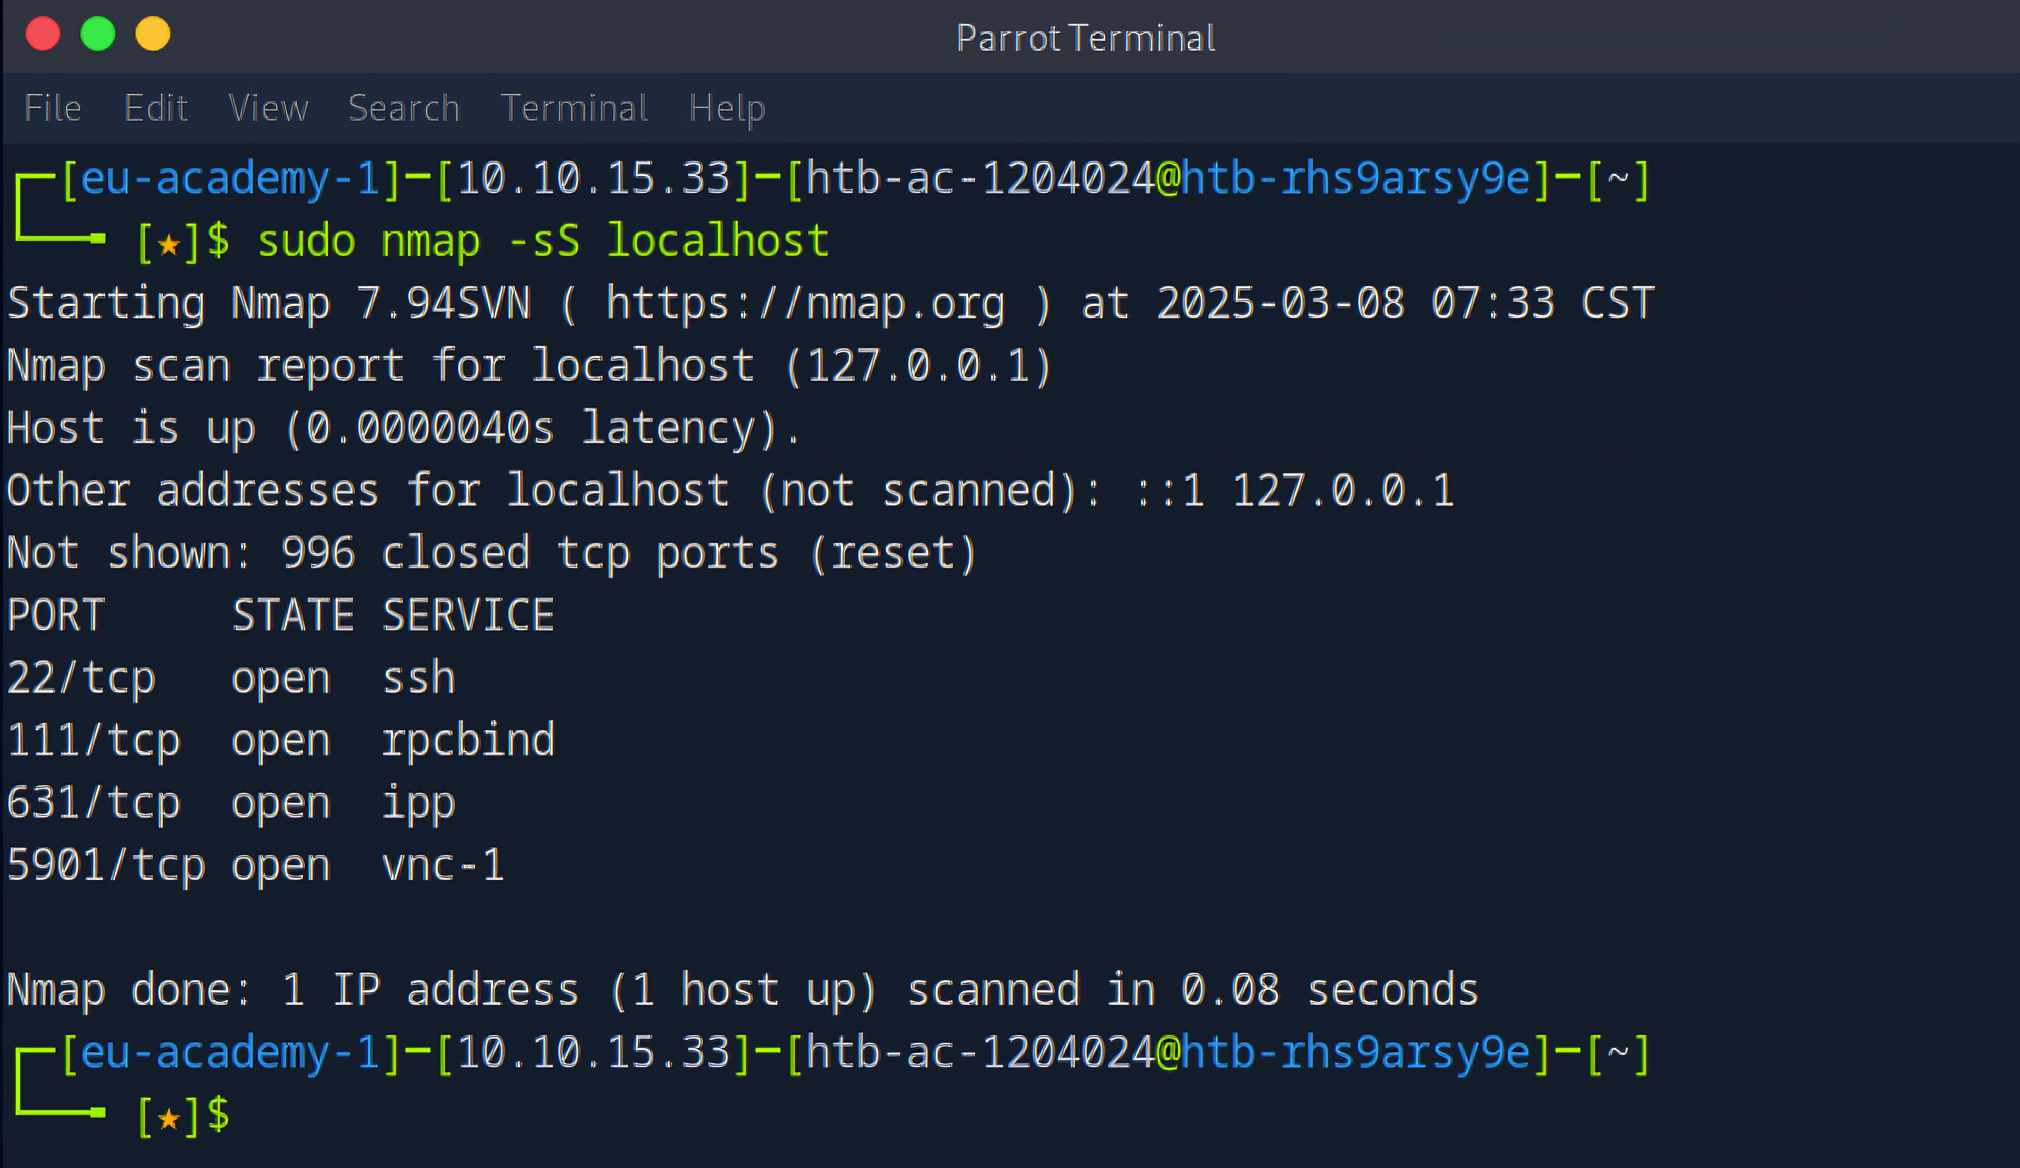 Parrot Terminal
File Edit View Search Terminal Help
┌─[eu-academy-1]─[10.10.15.33]─[htb-ac-1204024@htb-rhs9arsy9e]─[~]
└──╼ [★]$ sudo nmap -sS localhost
Starting Nmap 7.94SVN ( https://nmap.org ) at 2025-03-08 07:33 CST
Nmap scan report for localhost (127.0.0.1)
Host is up (0.0000040s latency).
Other addresses for localhost (not scanned): ::1 127.0.0.1
Not shown: 996 closed tcp ports (reset)
PORT     STATE SERVICE
22/tcp   open  ssh
111/tcp  open  rpcbind
631/tcp  open  ipp
5901/tcp open  vnc-1
Nmap done: 1 IP address (1 host up) scanned in 0.08 seconds
┌─[eu-academy-1]─[10.10.15.33]─[htb-ac-1204024@htb-rhs9arsy9e]─[~]
└──╼ [★]$